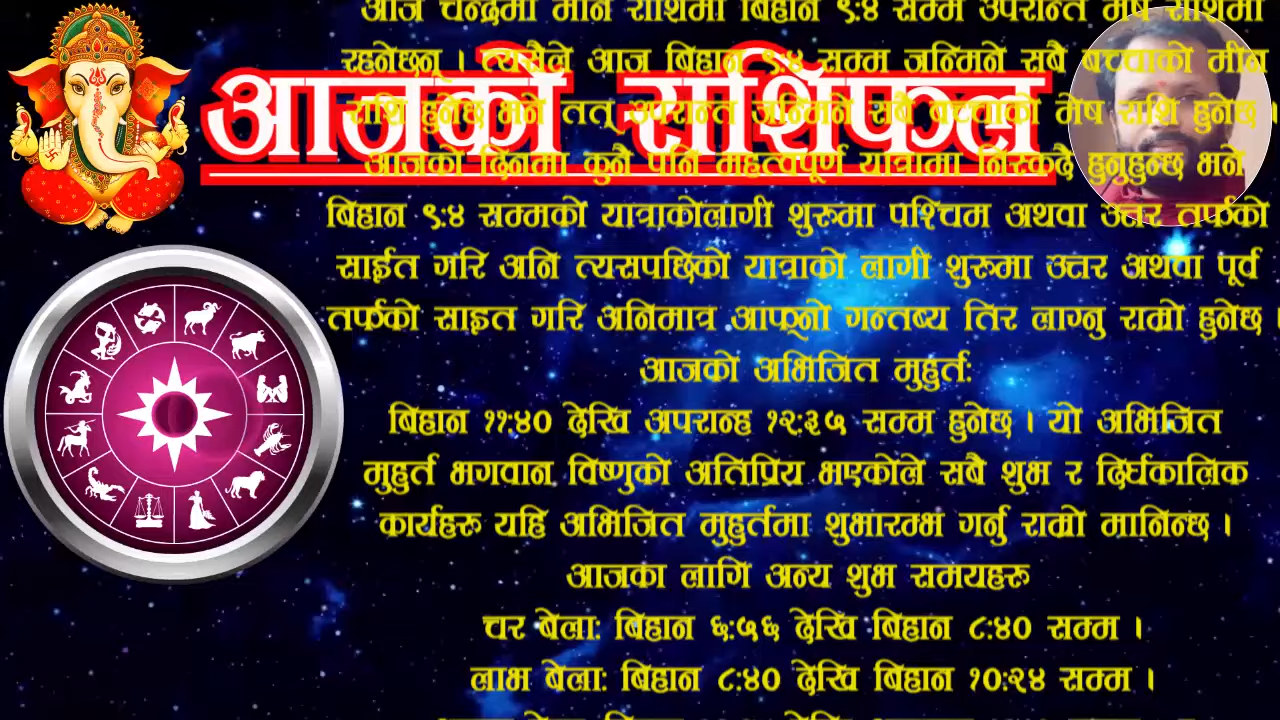 आज चन्द्रमा मीन राशिमा बिहान ९:४ सम्म उपरान्त मेष राशिमा
रहनेछन् । त्यसैले आज बिहान ९:४ सम्म जन्मिने सबै बच्चाको मीन
आजको राशिफल
राशि हुनेछ भने तत् उपरान्त जन्मिने सबै बच्चाको मेष राशि हुनेछ ।
आजको दिनमा कुनै पनि महत्वपूर्ण यात्रामा निस्कदै हुनुहुन्छ भने
बिहान ९:४ सम्मको यात्राकोलागी शुरुमा पश्चिम अथवा उत्तर तर्फको
साईत गरि अनि त्यसपछिको यात्राको लागी शुरुमा उत्तर अथवा पूर्व
तर्फको साइत गरि अनिमात्र आफ्नो गन्तब्य तिर लाग्नु राम्रो हुनेछ ।
आजको अभिजित मुहुर्त:
बिहान ११:४० देखि अपरान्ह १२:३५ सम्म हुनेछ । यो अभिजित
मुहुर्त भगवान विष्णुको अतिप्रिय भएकोले सबै शुभ र दिर्घकालिक
कार्यहरु यहि अभिजित मुहुर्तमा शुभारम्भ गर्नु राम्रो मानिन्छ ।
आजका लागि अन्य शुभ समयहरु
चर बेला: बिहान ६:५६ देखि बिहान ८:४० सम्म ।
लाभ बेला: बिहान ८:४० देखि बिहान १०:२४ सम्म ।